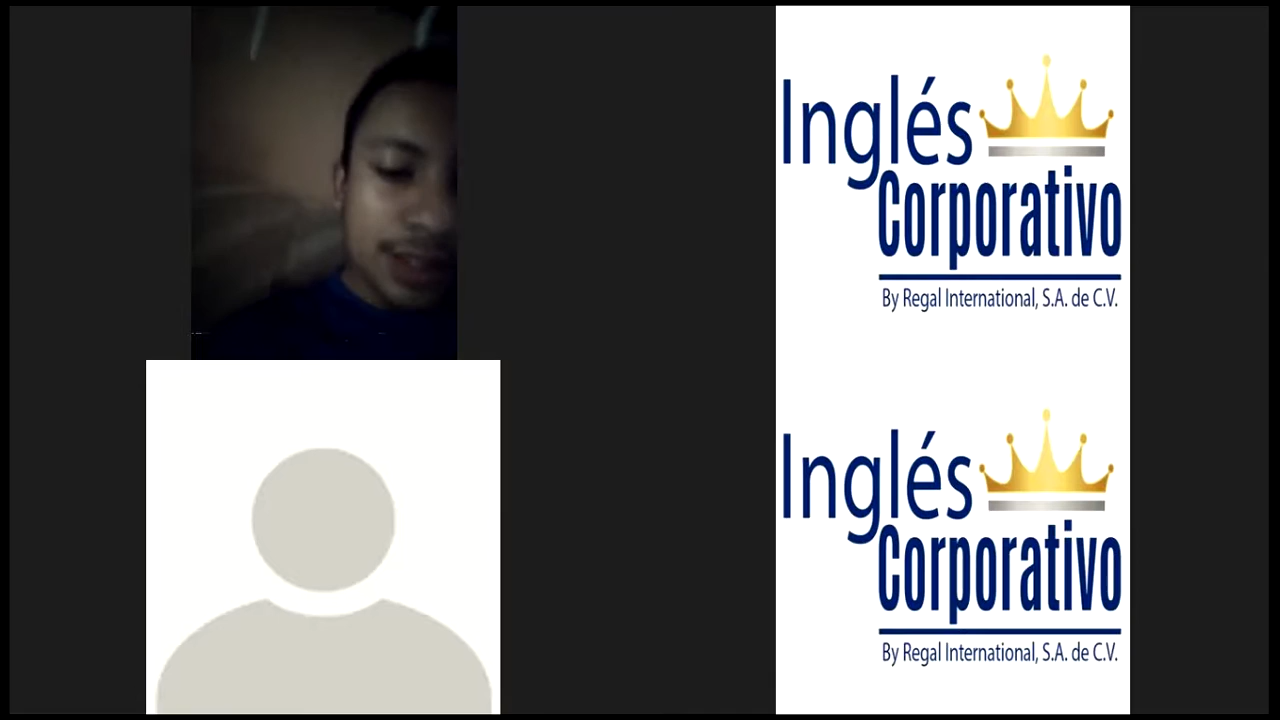 Inglés
Corporativo
By Regal International, S.A. de C.V.
Inglés
Corporativo
By Regal International, S.A. de C.V.